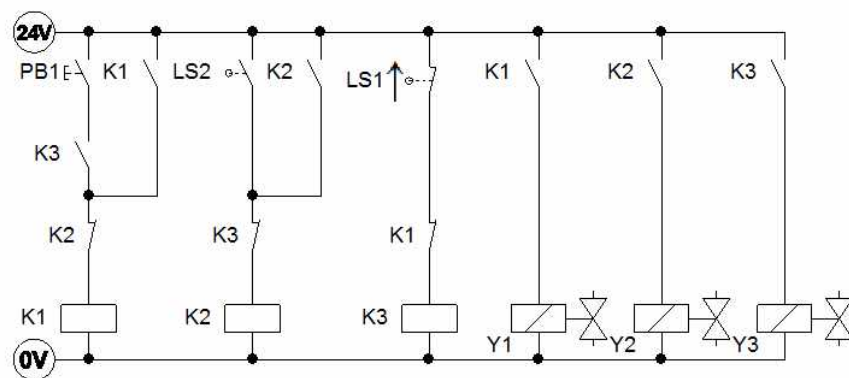 24V
PB1 K1 LS2 K2 LS1 K1 K2 K3
K3
K2 K3 K1
K1 K2 K3 Y1 Y2 Y3
0V